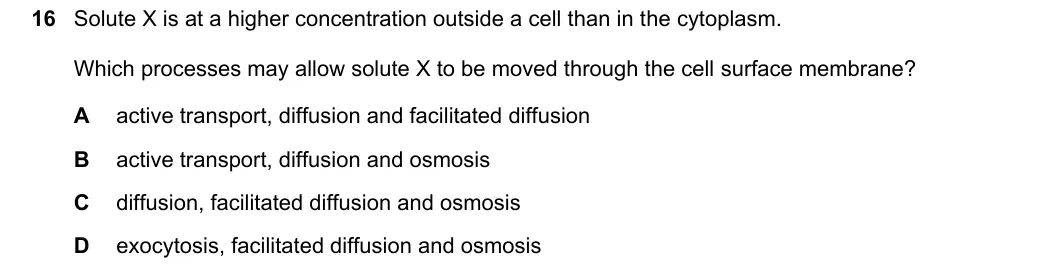 16 Solute X is at a higher concentration outside a cell than in the cytoplasm.
Which processes may allow solute X to be moved through the cell surface membrane?
A active transport, diffusion and facilitated diffusion
B active transport, diffusion and osmosis
C diffusion, facilitated diffusion and osmosis
D exocytosis, facilitated diffusion and osmosis